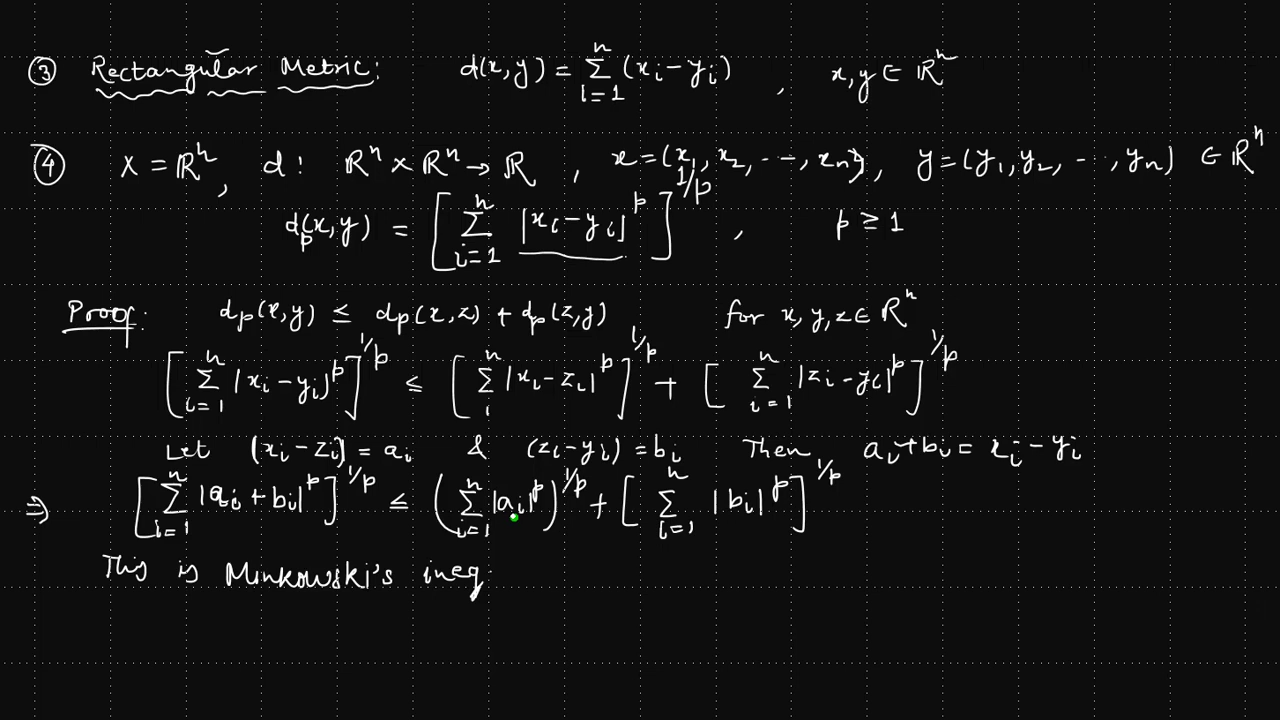 ③ Rectangular Metric: d(x,y) = Σ_{i=1}^{n} (x_i - y_i) , x,y ∈ ℝ^n
④ X = ℝ^n, d : ℝ^n × ℝ^n → ℝ , x = (x_1, x_2, ..., x_n), y = (y_1, y_2, ..., y_n) ∈ ℝ^n
d_p(x,y) = [ Σ_{i=1}^{n} |x_i - y_i|^p ]^{1/p} , p ≥ 1
Proof: d_p(x,y) ≤ d_p(x,z) + d_p(z,y) for x, y, z ∈ ℝ^n
[ Σ_{i=1}^{n} |x_i - y_i|^p ]^{1/p} ≤ [ Σ_{i}^{n} |x_i - z_i|^p ]^{1/p} + [ Σ_{i=1}^{n} |z_i - y_i|^p ]^{1/p}
Let (x_i - z_i) = a_i & (z_i - y_i) = b_i Then a_i + b_i = x_i - y_i
⇒ [ Σ_{i=1}^{n} |a_i + b_i|^p ]^{1/p} ≤ ( Σ_{i=1}^{n} |a_i|^p )^{1/p} + [ Σ_{i=1}^{n} |b_i|^p ]^{1/p}
This is Minkowski's ineq.